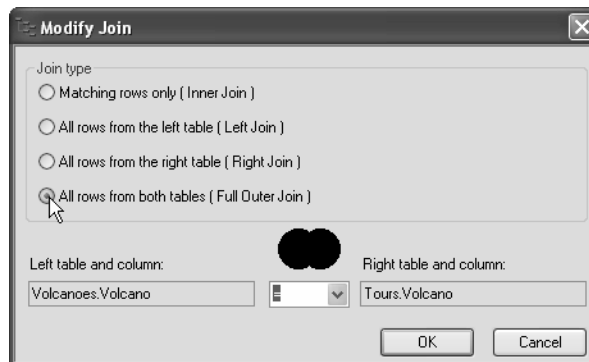 Modify Join
Join type
Matching rows only ( Inner Join )
All rows from the left table ( Left Join )
All rows from the right table ( Right Join )
All rows from both tables ( Full Outer Join )
Left table and column:
Right table and column:
Volcanoes.Volcano
=
Tours.Volcano
OK
Cancel